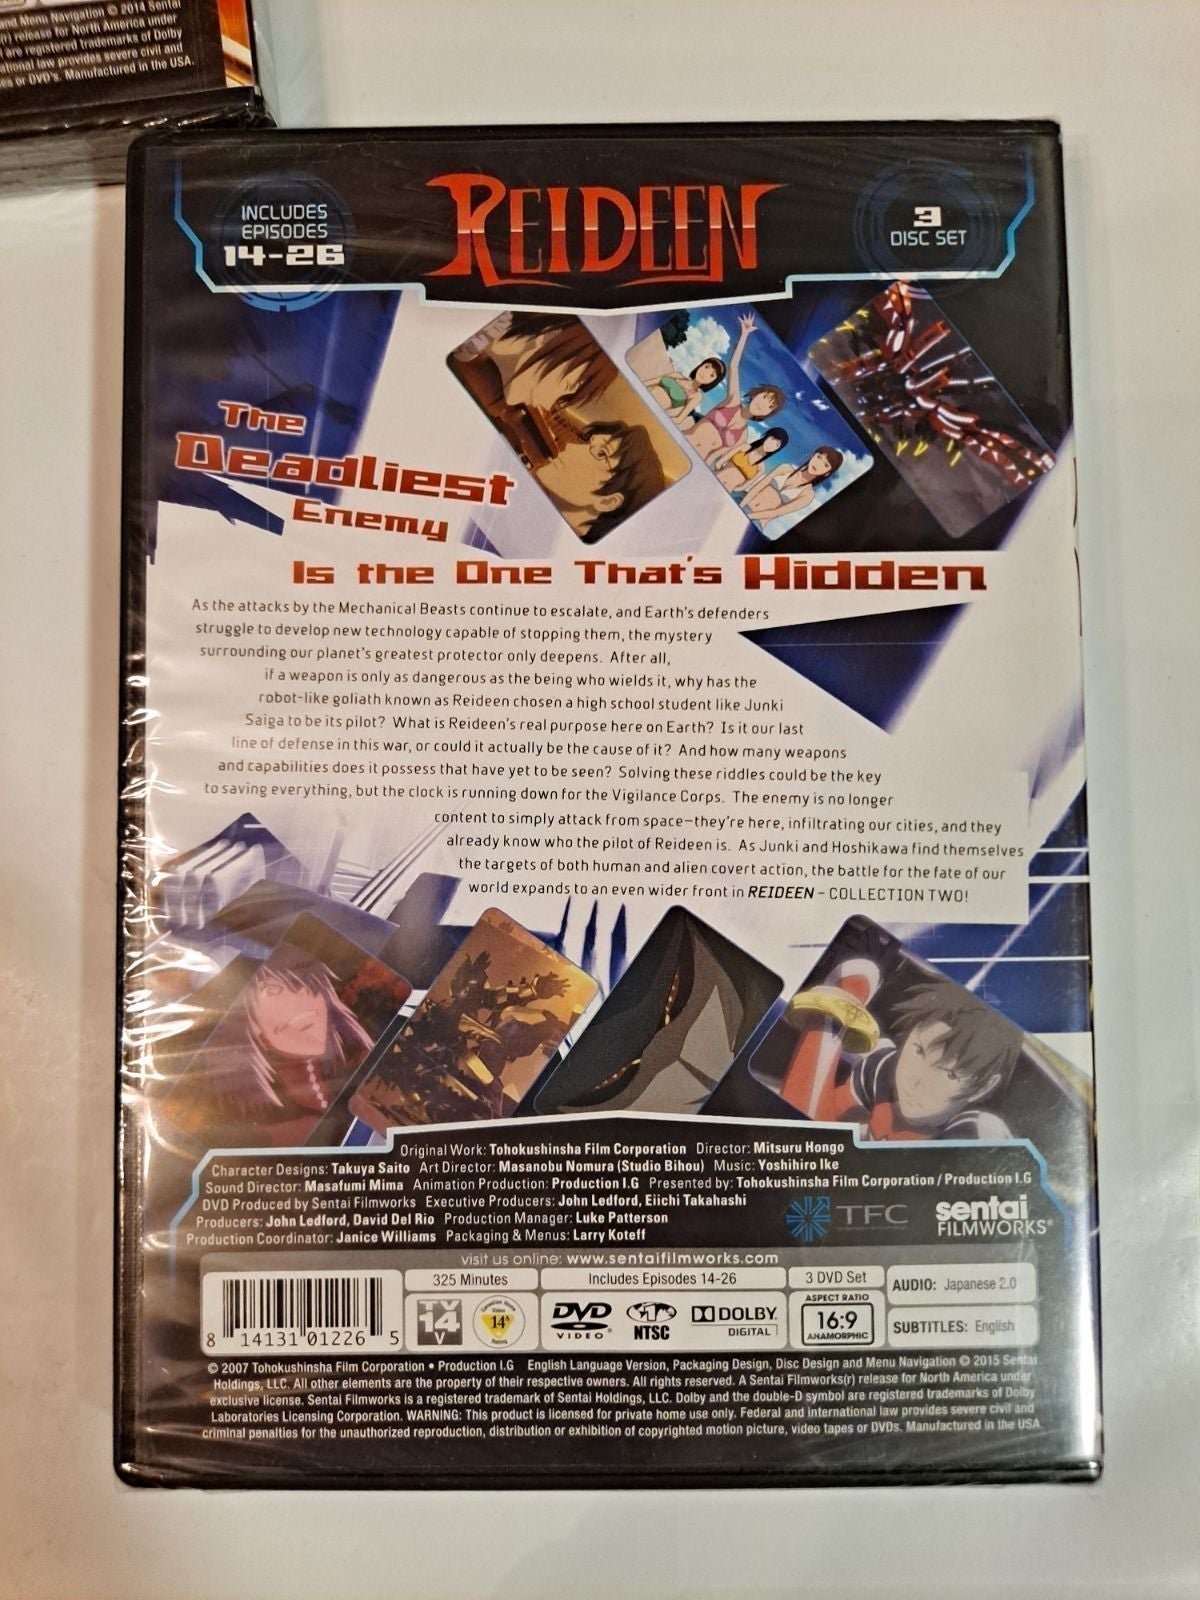 and Menu Navigation © 2014 Sentai
(r) release for North America under
are registered trademarks of Dolby
national law provides severe civil and
or DVD's. Manufactured in the USA.
INCLUDES
EPISODES
14-26
REIDEEN
3
DISC SET
The
Deadliest
Enemy
Is the One That's Hidden
As the attacks by the Mechanical Beasts continue to escalate, and Earth's defenders
struggle to develop new technology capable of stopping them, the mystery
surrounding our planet's greatest protector only deepens. After all,
if a weapon is only as dangerous as the being who wields it, why has the
robot-like goliath known as Reideen chosen a high school student like Junki
Saiga to be its pilot? What is Reideen's real purpose here on Earth? Is it our last
line of defense in this war, or could it actually be the cause of it? And how many weapons
and capabilities does it possess that have yet to be seen? Solving these riddles could be the key
to saving everything, but the clock is running down for the Vigilance Corps. The enemy is no longer
content to simply attack from space—they're here, infiltrating our cities, and they
already know who the pilot of Reideen is. As Junki and Hoshikawa find themselves
the targets of both human and alien covert action, the battle for the fate of our
world expands to an even wider front in REIDEEN – COLLECTION TWO!
Original Work: Tohokushinsha Film Corporation Director: Mitsuru Hongo
Character Designs: Takuya Saito Art Director: Masanobu Nomura (Studio Bihou) Music: Yoshihiro Ike
Sound Director: Masafumi Mima Animation Production: Production I.G Presented by: Tohokushinsha Film Corporation / Production I.G
DVD Produced by Sentai Filmworks Executive Producers: John Ledford, Eiichi Takahashi
Producers: John Ledford, David Del Rio Production Manager: Luke Patterson
Production Coordinator: Janice Williams Packaging & Menus: Larry Koteff
TFC
sentai
FILMWORKS®
visit us online: www.sentaifilmworks.com
8 14131 01226 5
325 Minutes
TV
14
V
14A
Includes Episodes 14-26
DVD
VIDEO
NTSC
DOLBY
DIGITAL
3 DVD Set
ASPECT RATIO
16:9
ANAMORPHIC
AUDIO: Japanese 2.0
SUBTITLES: English
© 2007 Tohokushinsha Film Corporation • Production I.G English Language Version, Packaging Design, Disc Design and Menu Navigation © 2015 Sentai
Holdings, LLC. All other elements are the property of their respective owners. All rights reserved. A Sentai Filmworks(r) release for North America under
exclusive license. Sentai Filmworks is a registered trademark of Sentai Holdings, LLC. Dolby and the double-D symbol are registered trademarks of Dolby
Laboratories Licensing Corporation. WARNING: This product is licensed for private home use only. Federal and international law provides severe civil and
criminal penalties for the unauthorized reproduction, distribution or exhibition of copyrighted motion picture, video tapes or DVDs. Manufactured in the USA